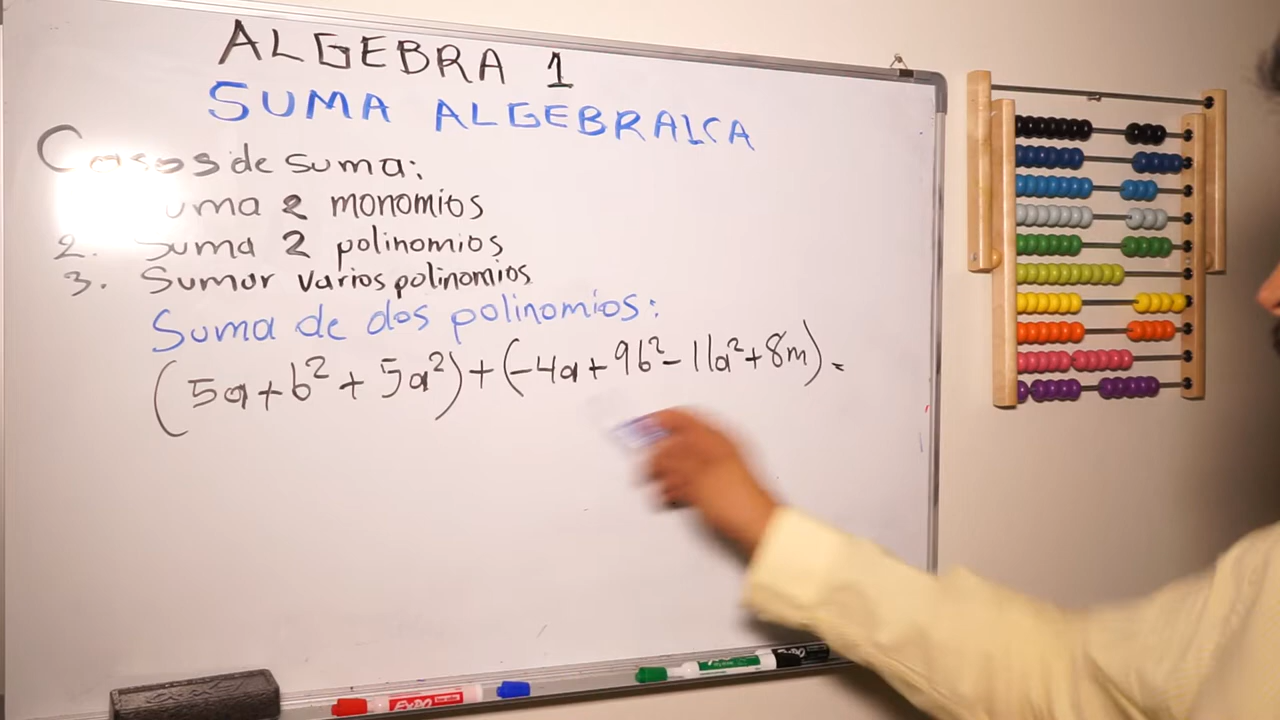 ALGEBRA 1
SUMA ALGEBRAICA
Casos de suma:
uma 2 monomios
2. Suma 2 polinomios
3. Sumar varios polinomios
Suma de dos polinomios:
(5a+b²+5a²)+(-4a+9b²-11a²+8m)=
EXPO